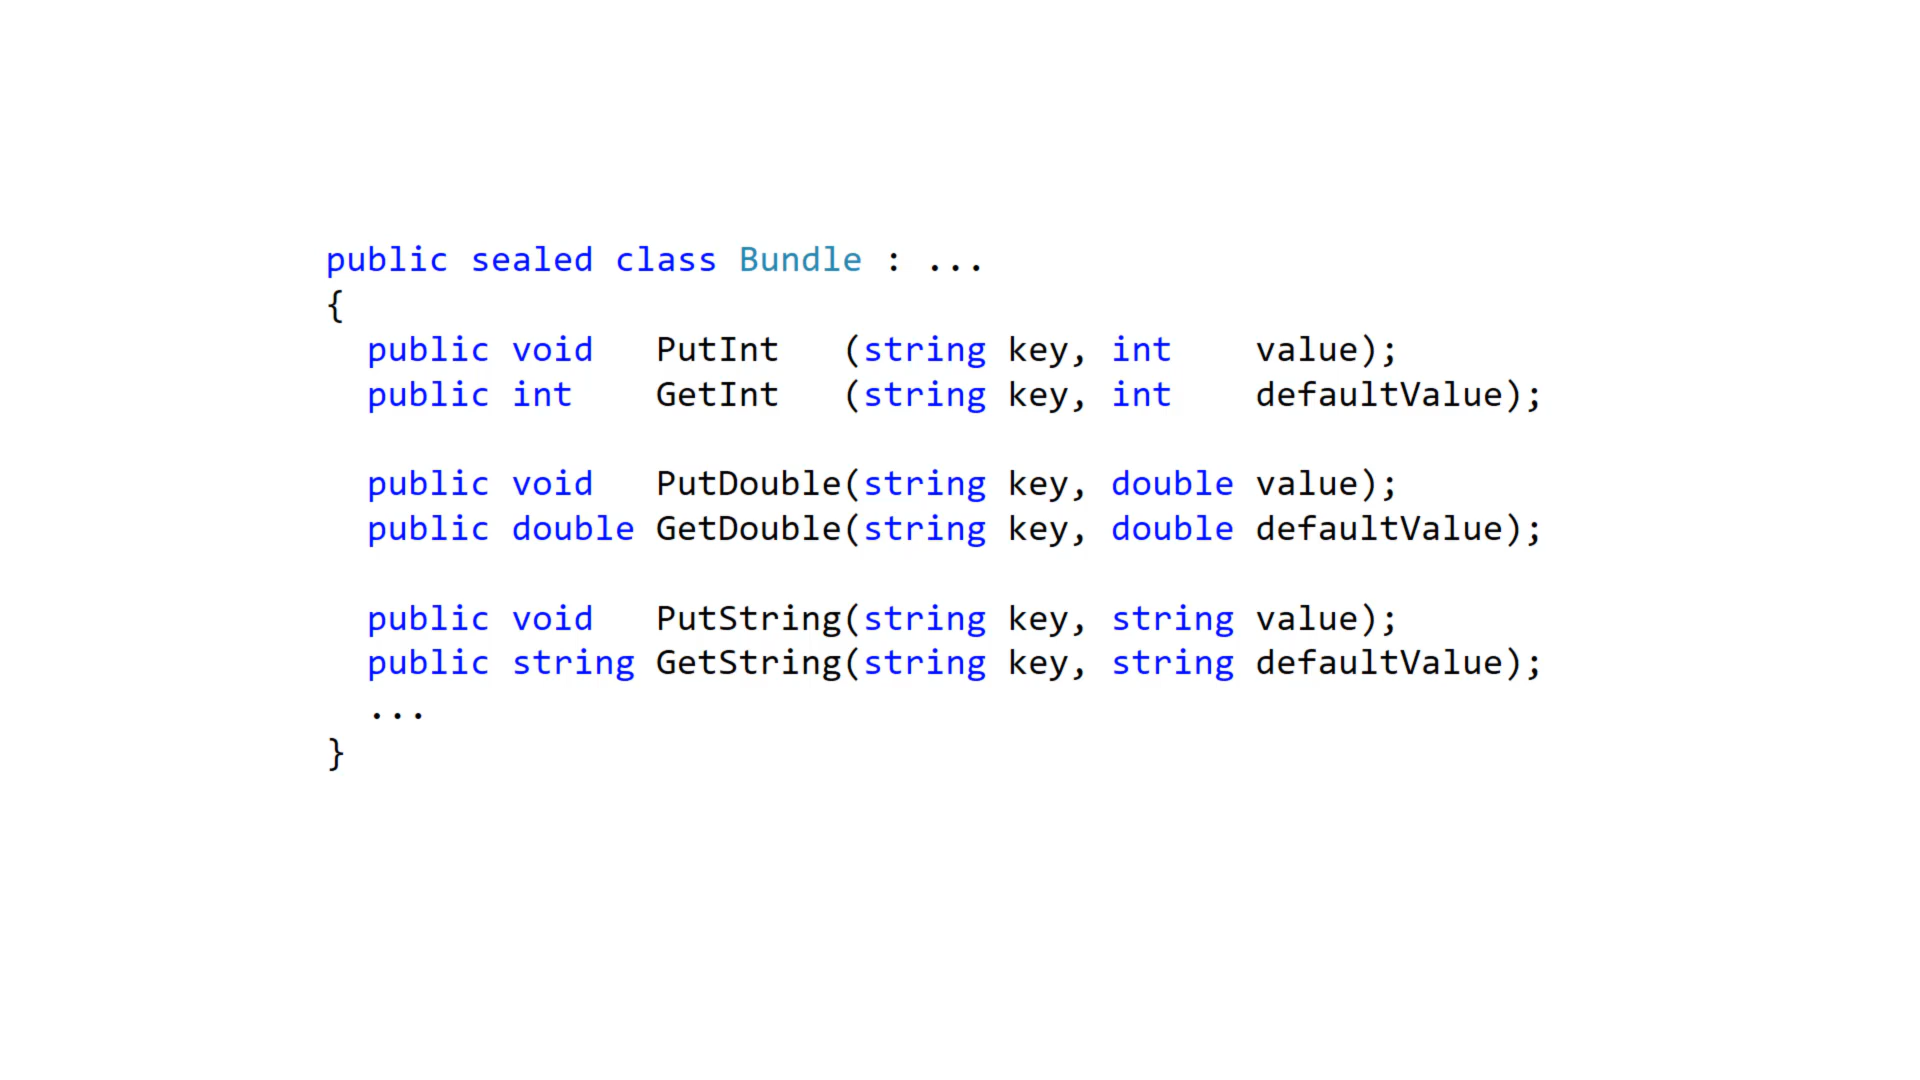 public sealed class Bundle : ...
{
  public void   PutInt   (string key, int    value);
  public int    GetInt   (string key, int    defaultValue);

  public void   PutDouble(string key, double value);
  public double GetDouble(string key, double defaultValue);

  public void   PutString(string key, string value);
  public string GetString(string key, string defaultValue);
  ...
}